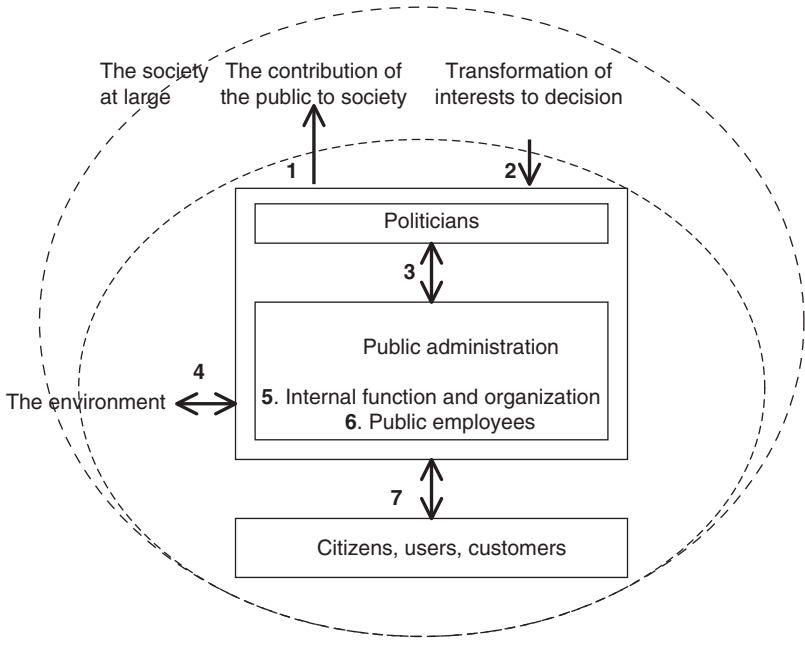 The society
at large
The contribution of
the public to society
Transformation of
interests to decision
1
2
Politicians
3
Public administration
4
The environment
5. Internal function and organization
6. Public employees
7
Citizens, users, customers